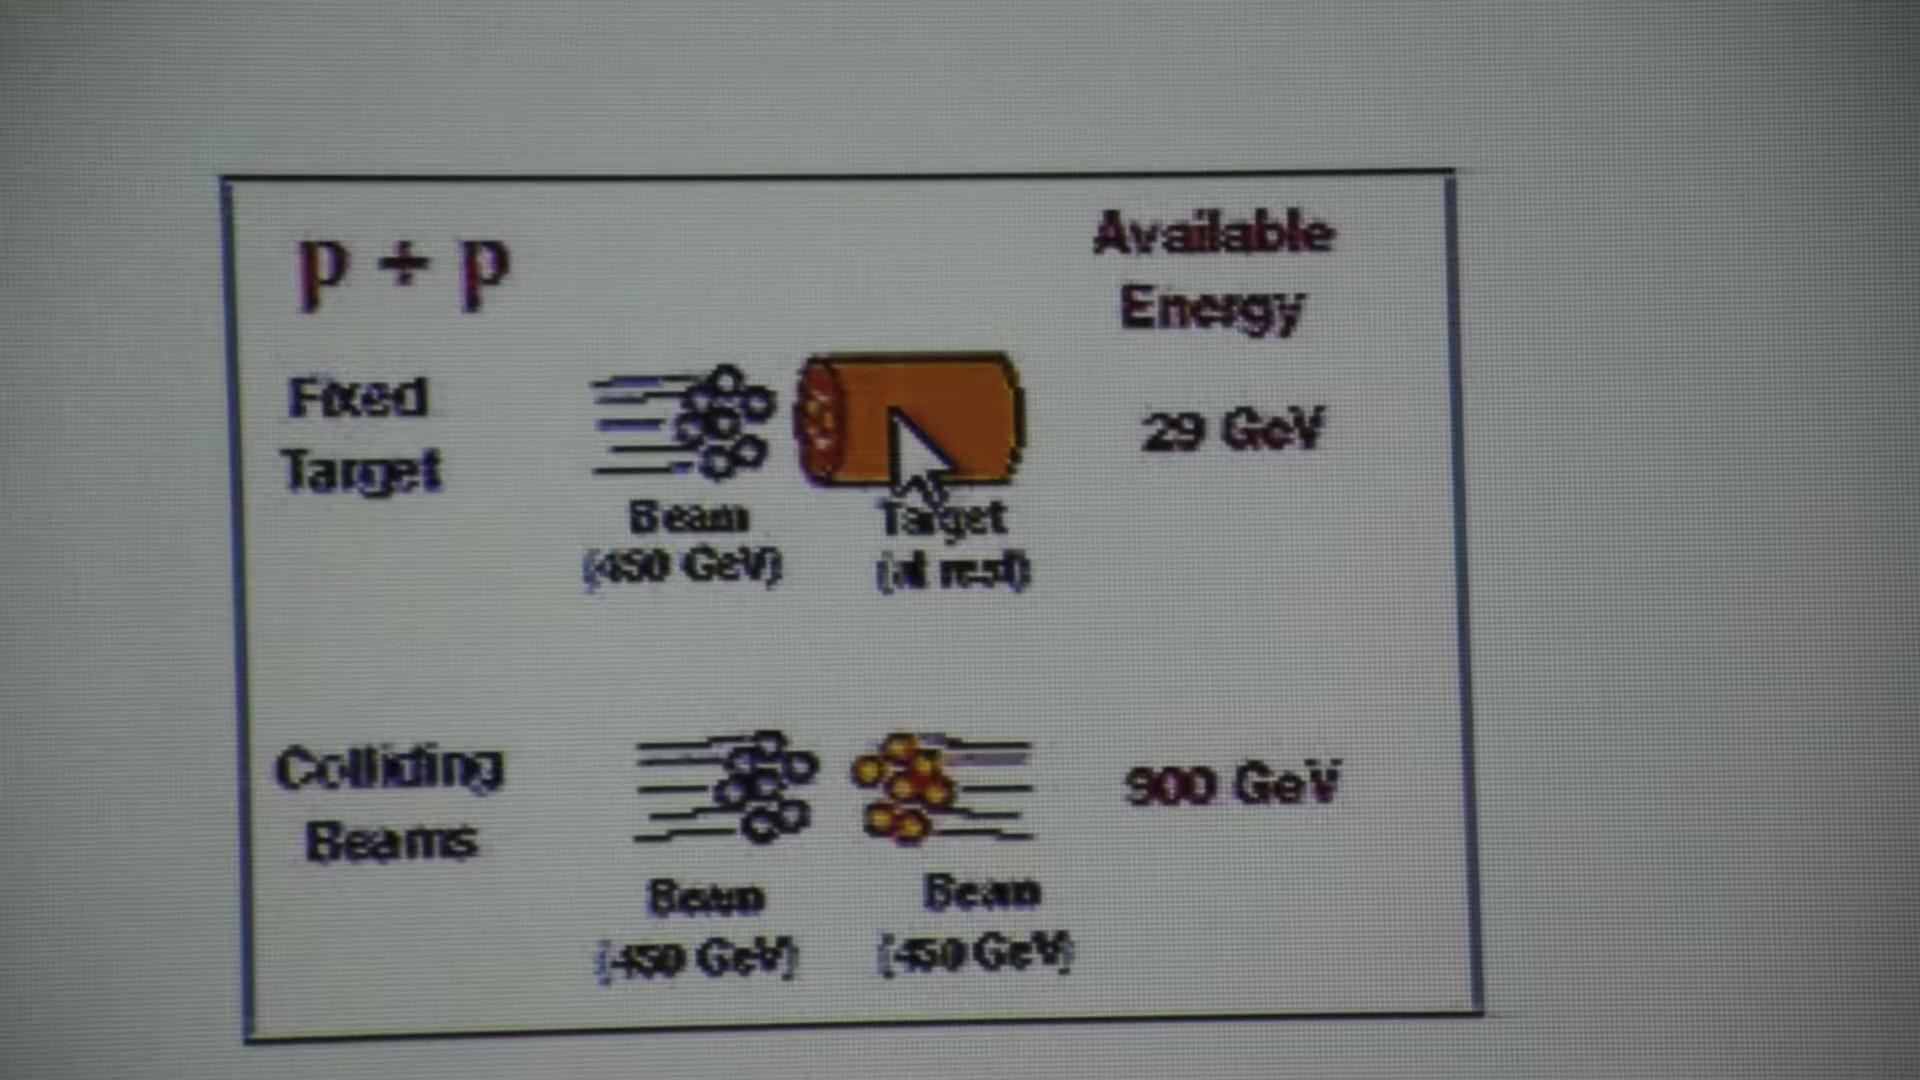 p + p
Available
Energy
Fixed
Target
29 GeV
Beam
(450 GeV)
Target
(at rest)
Colliding
Beams
900 GeV
Beam
(450 GeV)
Beam
(450 GeV)